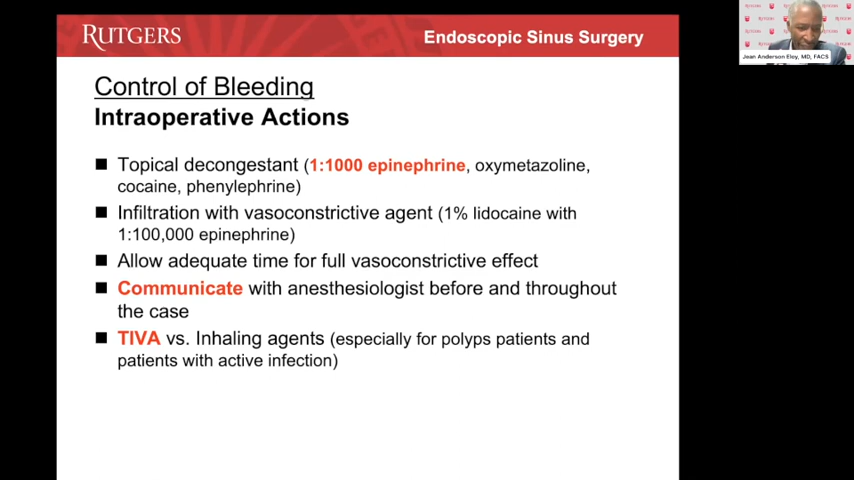 RUTGERS
Endoscopic Sinus Surgery
Jean Anderson Eloy, MD, FACS
Control of Bleeding
Intraoperative Actions
Topical decongestant (1:1000 epinephrine, oxymetazoline,
cocaine, phenylephrine)
Infiltration with vasoconstrictive agent (1% lidocaine with
1:100,000 epinephrine)
Allow adequate time for full vasoconstrictive effect
Communicate with anesthesiologist before and throughout
the case
TIVA vs. Inhaling agents (especially for polyps patients and
patients with active infection)